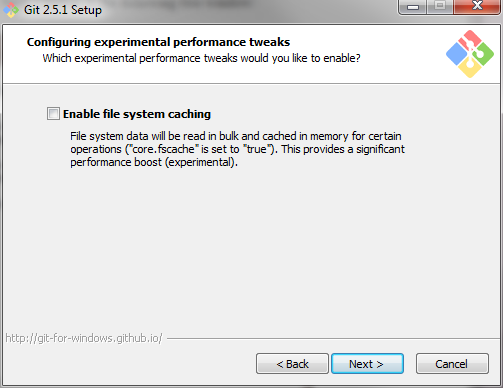 Git 2.5.1 Setup
Configuring experimental performance tweaks
Which experimental performance tweaks would you like to enable?
Enable file system caching
File system data will be read in bulk and cached in memory for certain
operations ("core.fscache" is set to "true"). This provides a significant
performance boost (experimental).
http://git-for-windows.github.io/
< Back
Next >
Cancel